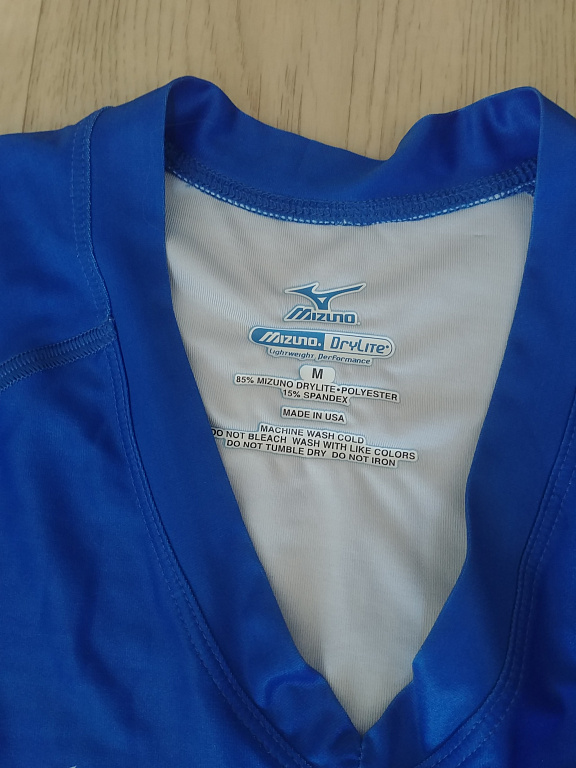 MIZUNO
MIZUNO. DRYLITE
Lightweight, Performance
M
85% MIZUNO DRYLITE•POLYESTER
15% SPANDEX
MADE IN USA
MACHINE WASH COLD
DO NOT BLEACH WASH WITH LIKE COLORS
DO NOT TUMBLE DRY DO NOT IRON